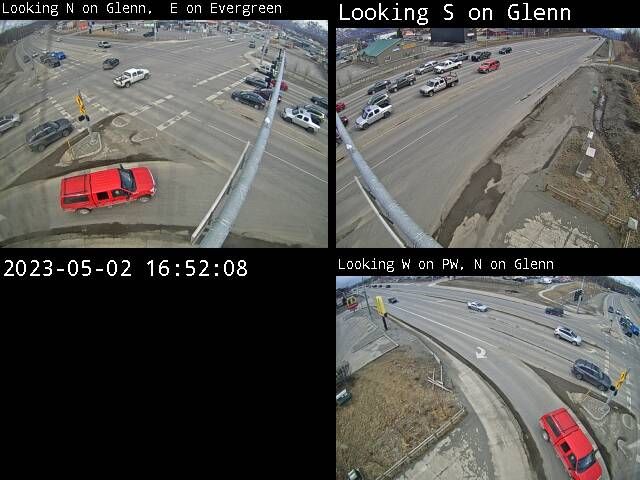 Looking N on Glenn,  E on Evergreen
Looking S on Glenn
2023-05-02 16:52:08
Looking W on PW, N on Glenn